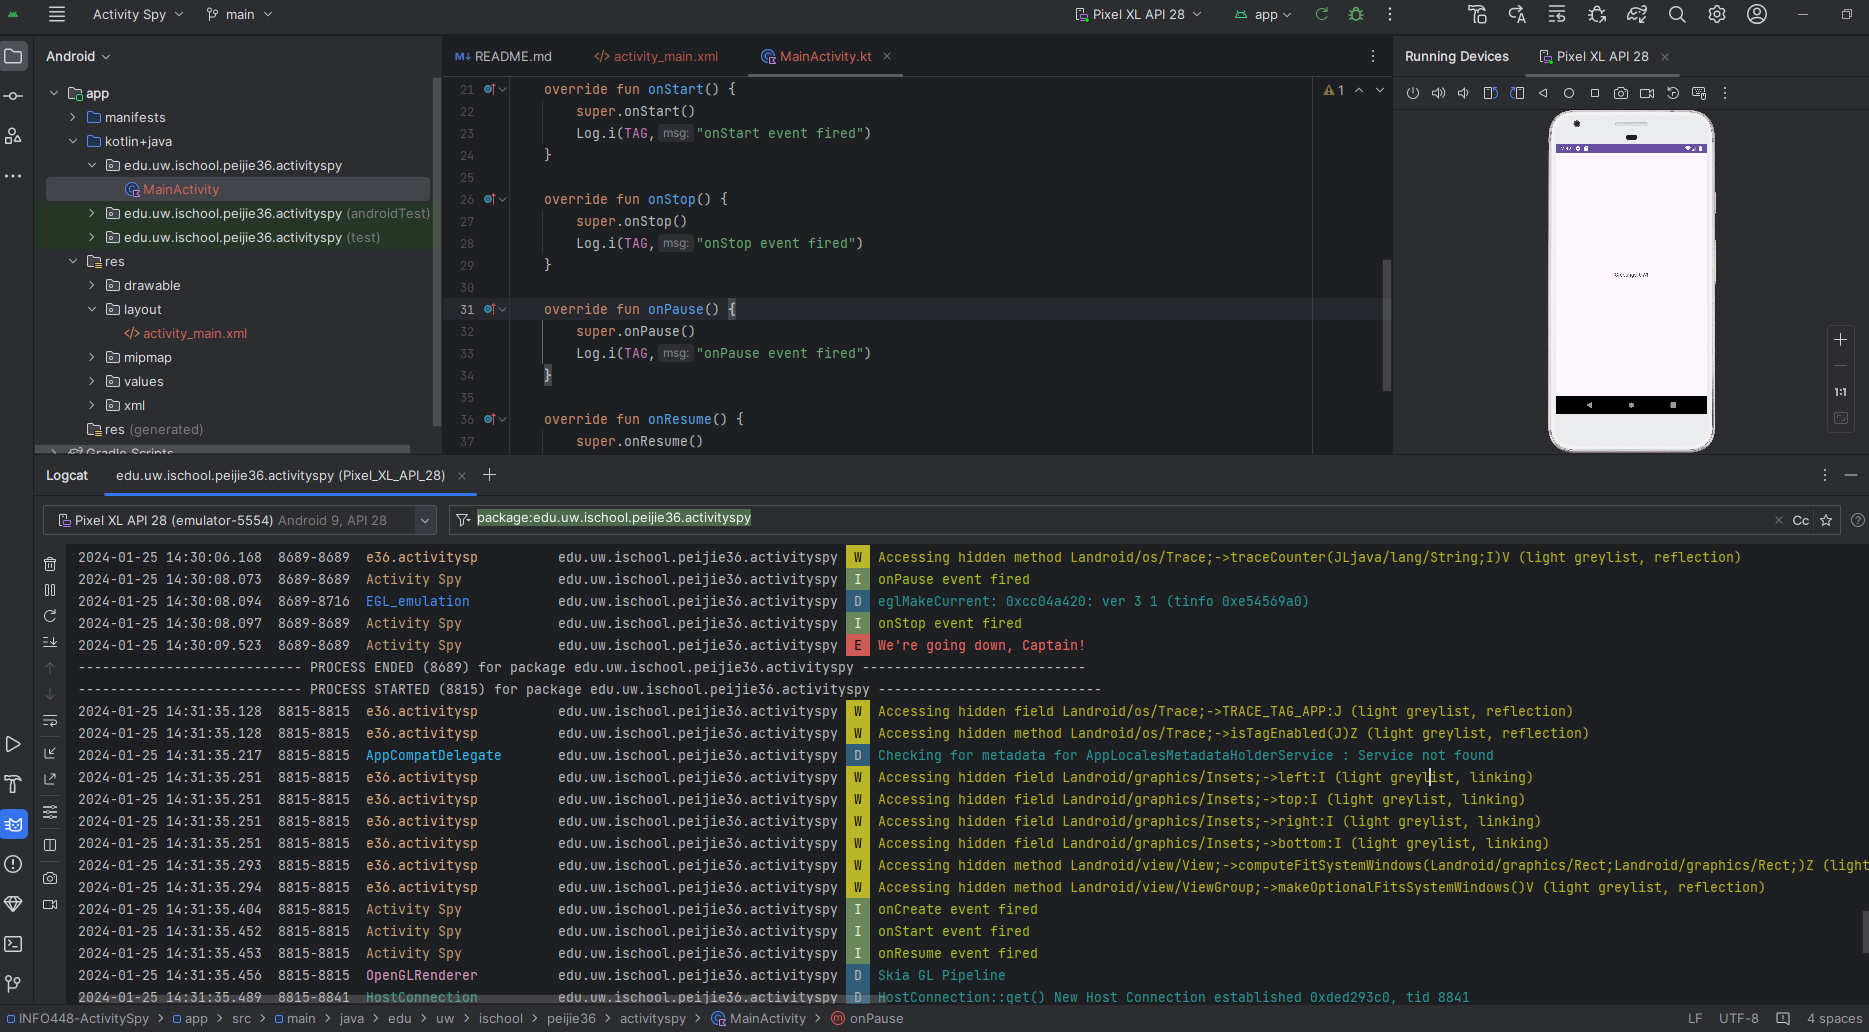 Activity Spy
main
Pixel XL API 28
app
Android
README.md
activity_main.xml
MainActivity.kt
Running Devices
Pixel XL API 28
app
manifests
kotlin+java
edu.uw.ischool.peijie36.activityspy
MainActivity
edu.uw.ischool.peijie36.activityspy (androidTest)
edu.uw.ischool.peijie36.activityspy (test)
res
drawable
layout
activity_main.xml
mipmap
values
xml
res (generated)
Gradle Scripts
1
21 override fun onStart() {
22 super.onStart()
23 Log.i(TAG, msg: "onStart event fired")
24 }
25
26 override fun onStop() {
27 super.onStop()
28 Log.i(TAG, msg: "onStop event fired")
29 }
30
31 override fun onPause() {
32 super.onPause()
33 Log.i(TAG, msg: "onPause event fired")
34 }
35
36 override fun onResume() {
37 super.onResume()
1:1
Logcat
edu.uw.ischool.peijie36.activityspy (Pixel_XL_API_28)
Pixel XL API 28 (emulator-5554) Android 9, API 28
package:edu.uw.ischool.peijie36.activityspy
Cc
2024-01-25 14:30:06.168 8689-8689 e36.activitysp edu.uw.ischool.peijie36.activityspy W Accessing hidden method Landroid/os/Trace;->traceCounter(JLjava/lang/String;I)V (light greylist, reflection)
2024-01-25 14:30:08.073 8689-8689 Activity Spy edu.uw.ischool.peijie36.activityspy I onPause event fired
2024-01-25 14:30:08.094 8689-8716 EGL_emulation edu.uw.ischool.peijie36.activityspy D eglMakeCurrent: 0xcc04a420: ver 3 1 (tinfo 0xe54569a0)
2024-01-25 14:30:08.097 8689-8689 Activity Spy edu.uw.ischool.peijie36.activityspy I onStop event fired
2024-01-25 14:30:09.523 8689-8689 Activity Spy edu.uw.ischool.peijie36.activityspy E We're going down, Captain!
---------------------------- PROCESS ENDED (8689) for package edu.uw.ischool.peijie36.activityspy ----------------------------
---------------------------- PROCESS STARTED (8815) for package edu.uw.ischool.peijie36.activityspy ----------------------------
2024-01-25 14:31:35.128 8815-8815 e36.activitysp edu.uw.ischool.peijie36.activityspy W Accessing hidden field Landroid/os/Trace;->TRACE_TAG_APP:J (light greylist, reflection)
2024-01-25 14:31:35.128 8815-8815 e36.activitysp edu.uw.ischool.peijie36.activityspy W Accessing hidden method Landroid/os/Trace;->isTagEnabled(J)Z (light greylist, reflection)
2024-01-25 14:31:35.217 8815-8815 AppCompatDelegate edu.uw.ischool.peijie36.activityspy D Checking for metadata for AppLocalesMetadataHolderService : Service not found
2024-01-25 14:31:35.251 8815-8815 e36.activitysp edu.uw.ischool.peijie36.activityspy W Accessing hidden field Landroid/graphics/Insets;->left:I (light greylist, linking)
2024-01-25 14:31:35.251 8815-8815 e36.activitysp edu.uw.ischool.peijie36.activityspy W Accessing hidden field Landroid/graphics/Insets;->top:I (light greylist, linking)
2024-01-25 14:31:35.251 8815-8815 e36.activitysp edu.uw.ischool.peijie36.activityspy W Accessing hidden field Landroid/graphics/Insets;->right:I (light greylist, linking)
2024-01-25 14:31:35.251 8815-8815 e36.activitysp edu.uw.ischool.peijie36.activityspy W Accessing hidden field Landroid/graphics/Insets;->bottom:I (light greylist, linking)
2024-01-25 14:31:35.293 8815-8815 e36.activitysp edu.uw.ischool.peijie36.activityspy W Accessing hidden method Landroid/view/View;->computeFitSystemWindows(Landroid/graphics/Rect;Landroid/graphics/Rect;)Z (light
2024-01-25 14:31:35.294 8815-8815 e36.activitysp edu.uw.ischool.peijie36.activityspy W Accessing hidden method Landroid/view/ViewGroup;->makeOptionalFitsSystemWindows()V (light greylist, reflection)
2024-01-25 14:31:35.404 8815-8815 Activity Spy edu.uw.ischool.peijie36.activityspy I onCreate event fired
2024-01-25 14:31:35.452 8815-8815 Activity Spy edu.uw.ischool.peijie36.activityspy I onStart event fired
2024-01-25 14:31:35.453 8815-8815 Activity Spy edu.uw.ischool.peijie36.activityspy I onResume event fired
2024-01-25 14:31:35.456 8815-8815 OpenGLRenderer edu.uw.ischool.peijie36.activityspy D Skia GL Pipeline
2024-01-25 14:31:35.489 8815-8841 HostConnection edu.uw.ischool.peijie36.activityspy D HostConnection::get() New Host Connection established 0xded293c0, tid 8841
INFO448-ActivitySpy > app > src > main > java > edu > uw > ischool > peijie36 > activityspy > MainActivity > onPause
LF UTF-8 4 spaces